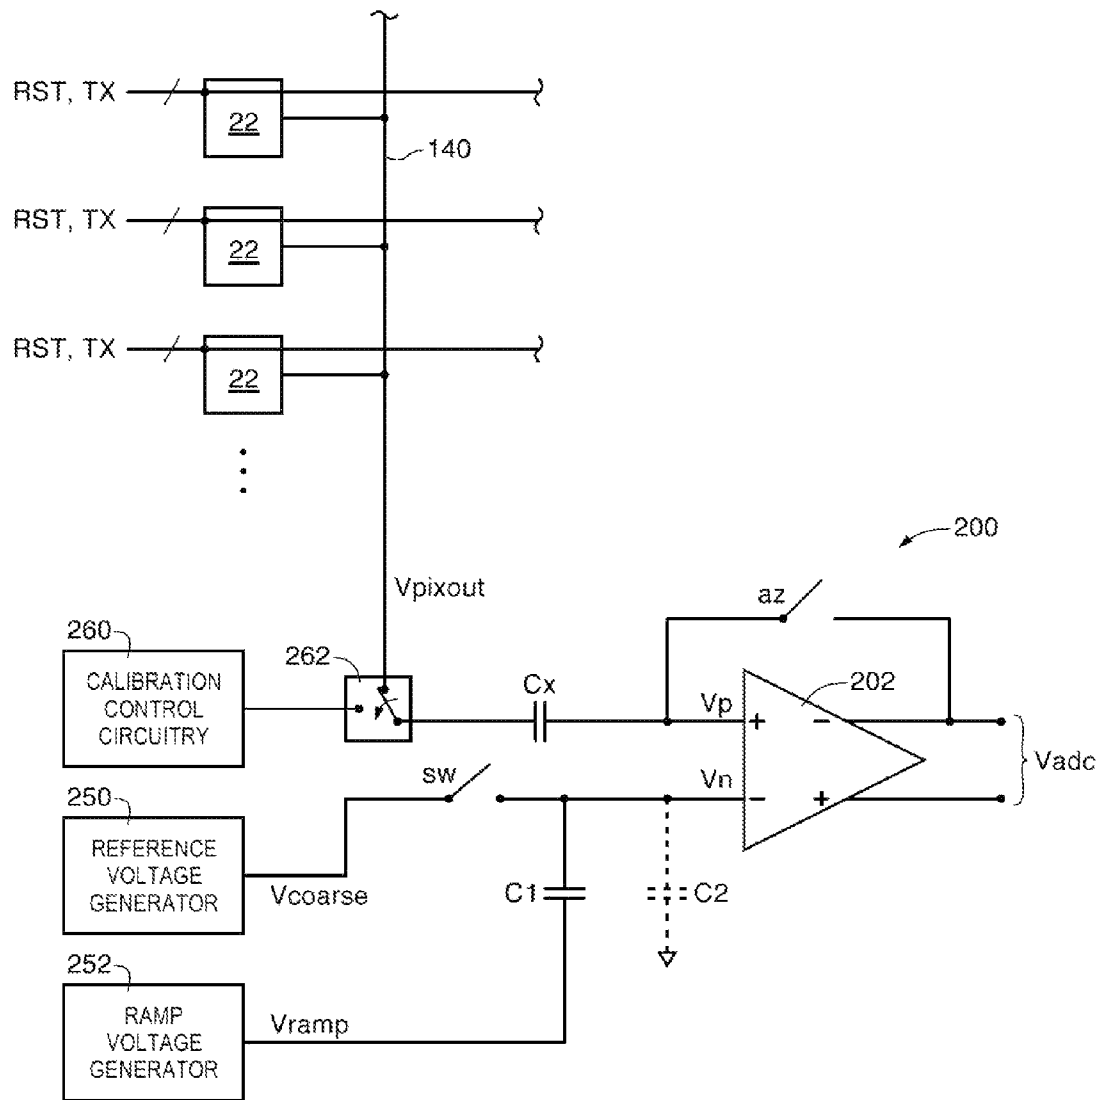 RST, TX
22
140
RST, TX
22
RST, TX
22
200
Vpixout
az
260
262
CALIBRATION
CONTROL
CIRCUITRY
Cx
Vp
+
−
202
Vadc
sw
Vn
−
+
250
REFERENCE
VOLTAGE
GENERATOR
Vcoarse
C1
C2
252
RAMP
VOLTAGE
GENERATOR
Vramp